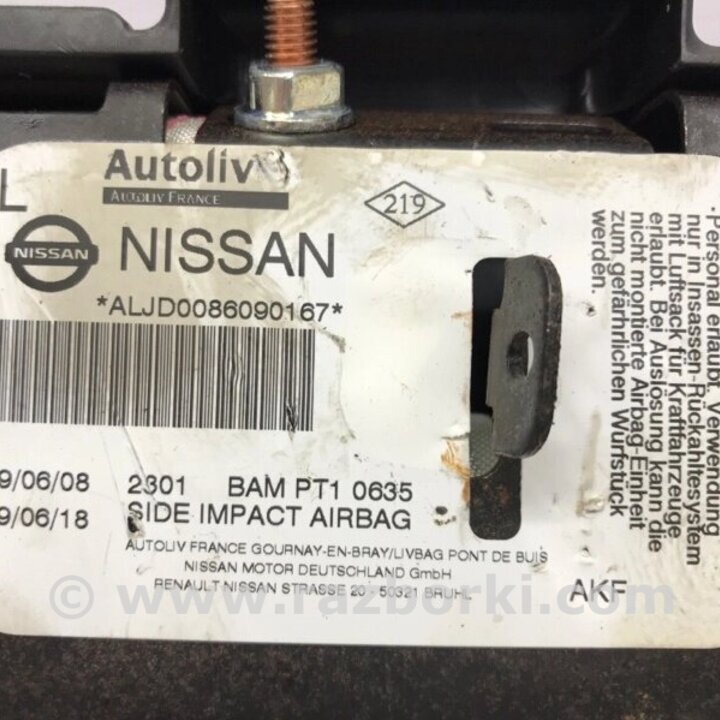 L
Autoliv
AUTOLIV FRANCE
219
NISSAN
NISSAN
*ALJD0086090167*
9/06/08 2301 BAM PT1 0635
9/06/18 SIDE IMPACT AIRBAG
AUTOLIV FRANCE GOURNAY-EN-BRAY/LIVBAG PONT DE BUIS
NISSAN MOTOR DEUTSCHLAND GmbH
RENAULT NISSAN STRASSE 20 - 50321 BRUHL
AKF
Personal erlaubt. Verwendung
nur in Insassen-Rückhaltesystem
mit Luftsack für Kraftfahrzeuge
erlaubt. Bei Auslösung kann die
nicht montierte Airbag-Einheit
zum gefährlichen Wurfstück
werden.
© www.razborki.com